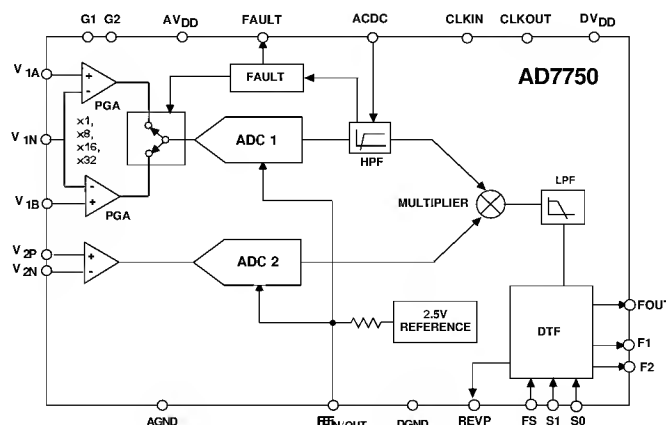 G1 G2 AVDD FAULT ACDC CLKIN CLKOUT DVDD
AD7750
V1A
FAULT
PGA
x1,
x8,
x16,
x32
V1N
ADC 1
HPF
LPF
MULTIPLIER
V1B
PGA
V2P
V2N
ADC 2
2.5V
REFERENCE
DTF
FOUT
F1
F2
AGND IN/OUT DGND REVP FS S1 S0